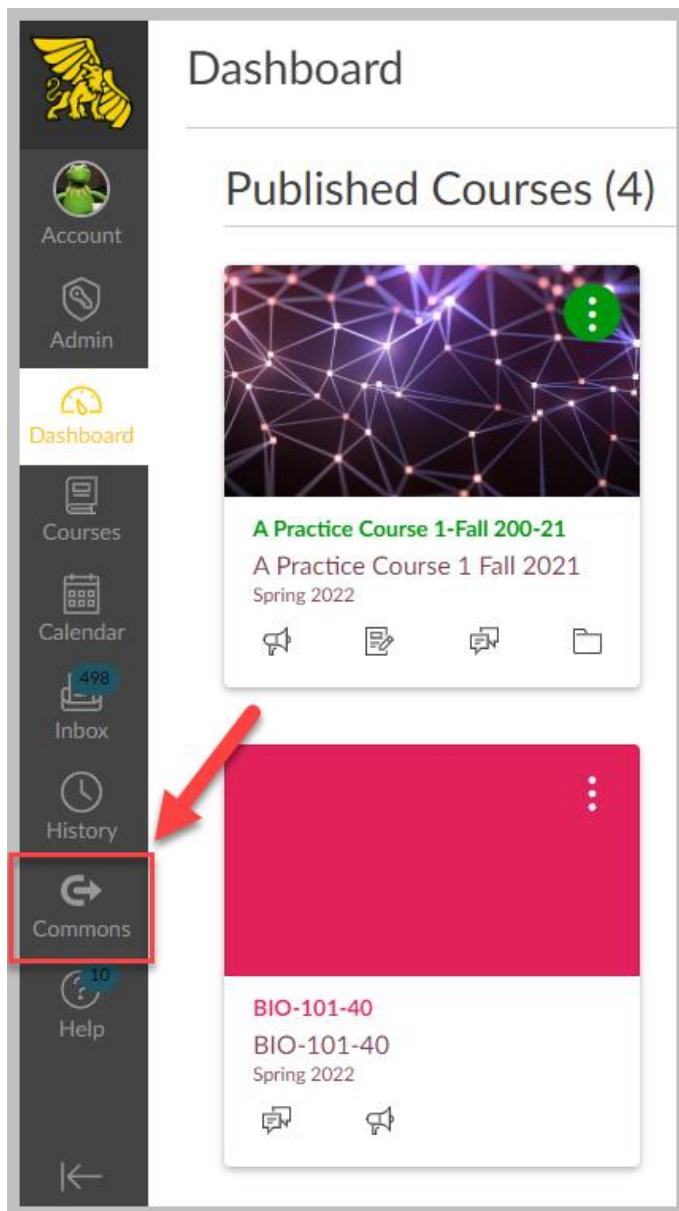 Dashboard
Published Courses (4)
Account
Admin
Dashboard
Courses
Calendar
498
Inbox
History
Commons
10
Help
A Practice Course 1-Fall 200-21
A Practice Course 1 Fall 2021
Spring 2022
BIO-101-40
BIO-101-40
Spring 2022